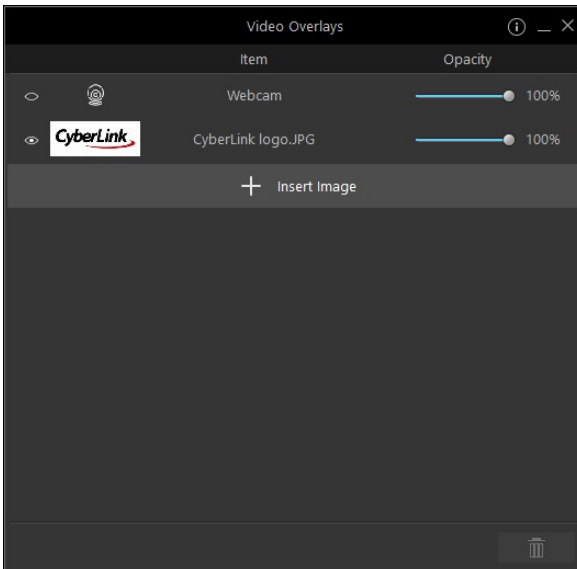 Video Overlays
Item Opacity
Webcam 100%
CyberLink CyberLink logo.JPG 100%
Insert Image